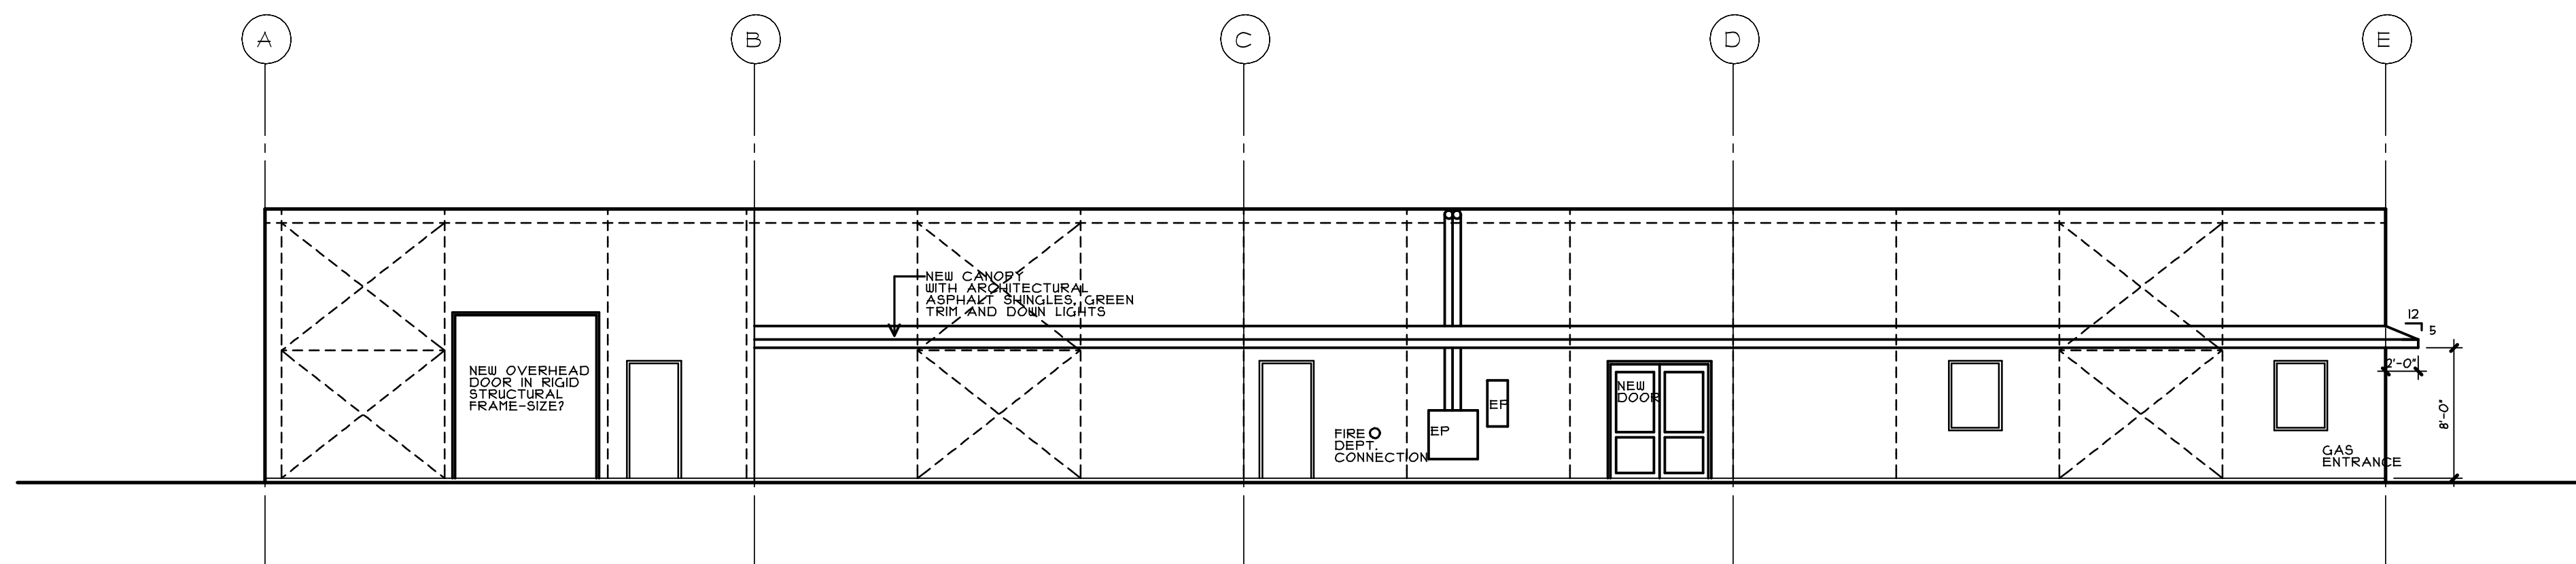 A
B
C
D
E
NEW CANOPY
WITH ARCHITECTURAL
ASPHALT SHINGLES, GREEN
TRIM AND DOWN LIGHTS
12
5
2'-0"
8'-0"
NEW OVERHEAD
DOOR IN RIGID
STRUCTURAL
FRAME-SIZE?
FIRE
DEPT.
CONNECTION
EP
EP
NEW
DOOR
GAS
ENTRANCE